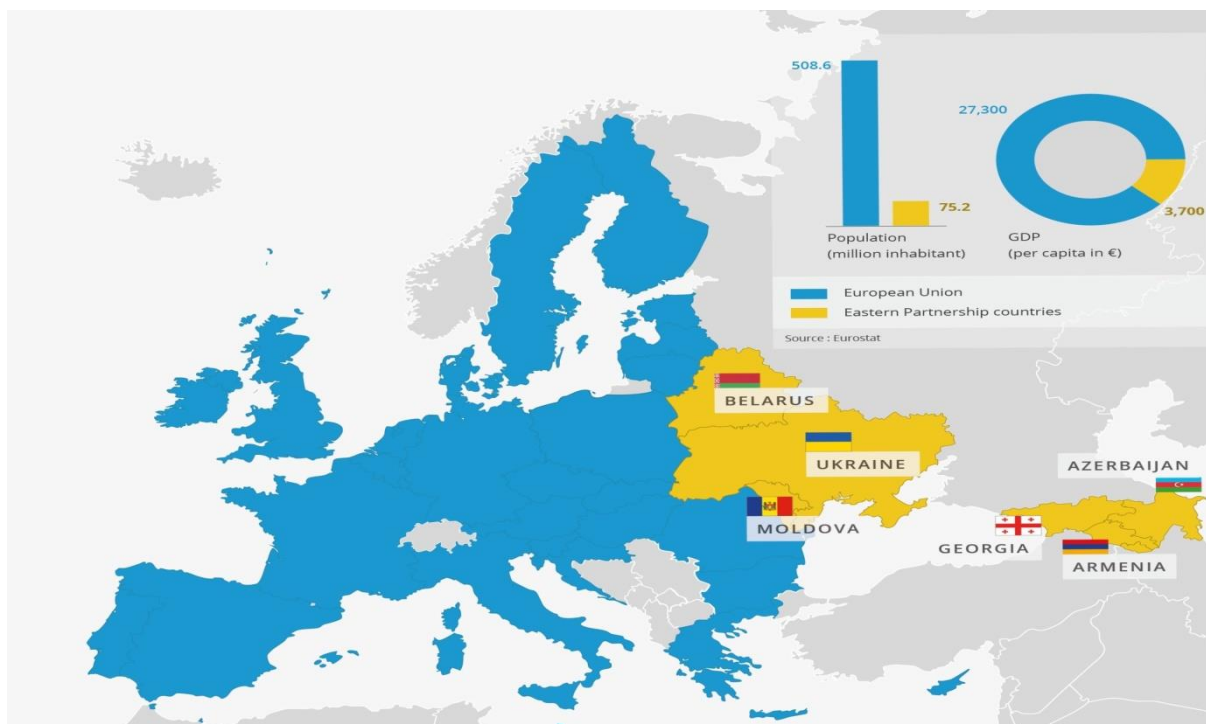 508.6
27,300
75.2
3,700
Population
(million inhabitant)
GDP
(per capita in €)
European Union
Eastern Partnership countries
Source : Eurostat
BELARUS
UKRAINE
AZERBAIJAN
MOLDOVA
GEORGIA
ARMENIA